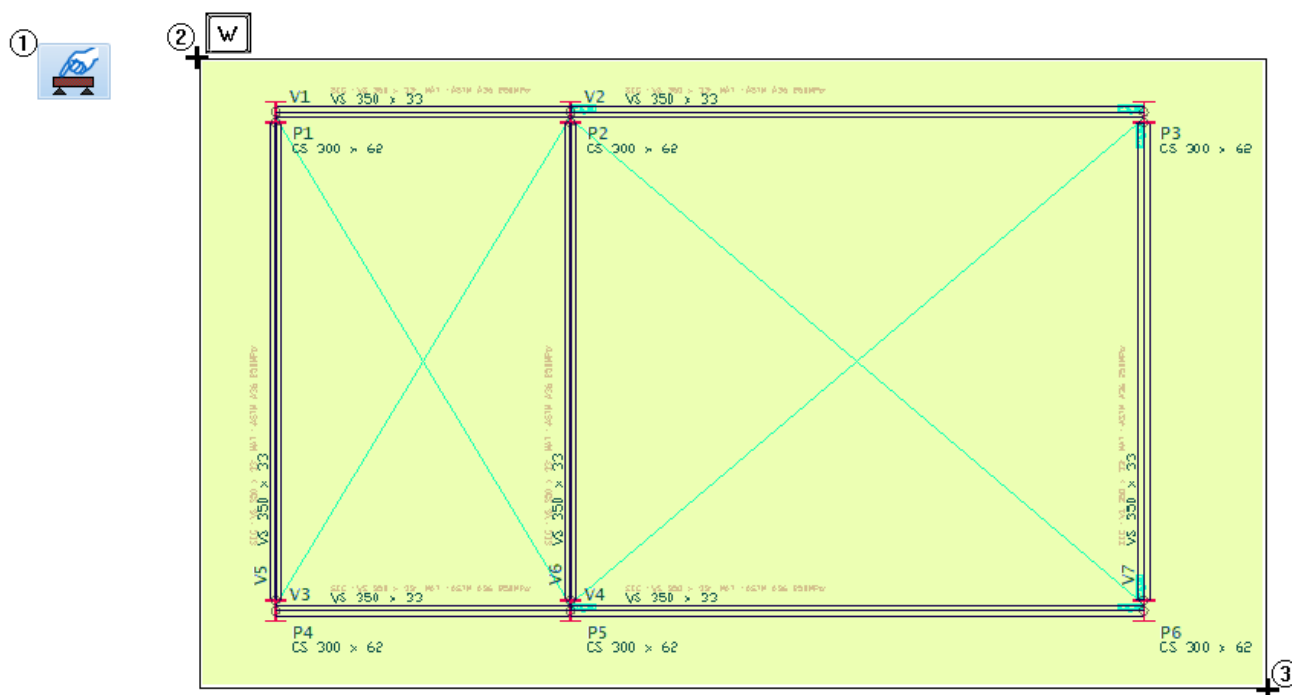 ①
② W
V1 VS 350 x 33
V2 VS 350 x 33
P1
CS 300 x 62
P2
CS 300 x 62
P3
CS 300 x 62
V5 VS 350 x 33
V6 VS 350 x 33
V7 VS 350 x 33
V3 VS 350 x 33
V4 VS 350 x 33
P4
CS 300 x 62
P5
CS 300 x 62
P6
CS 300 x 62
③